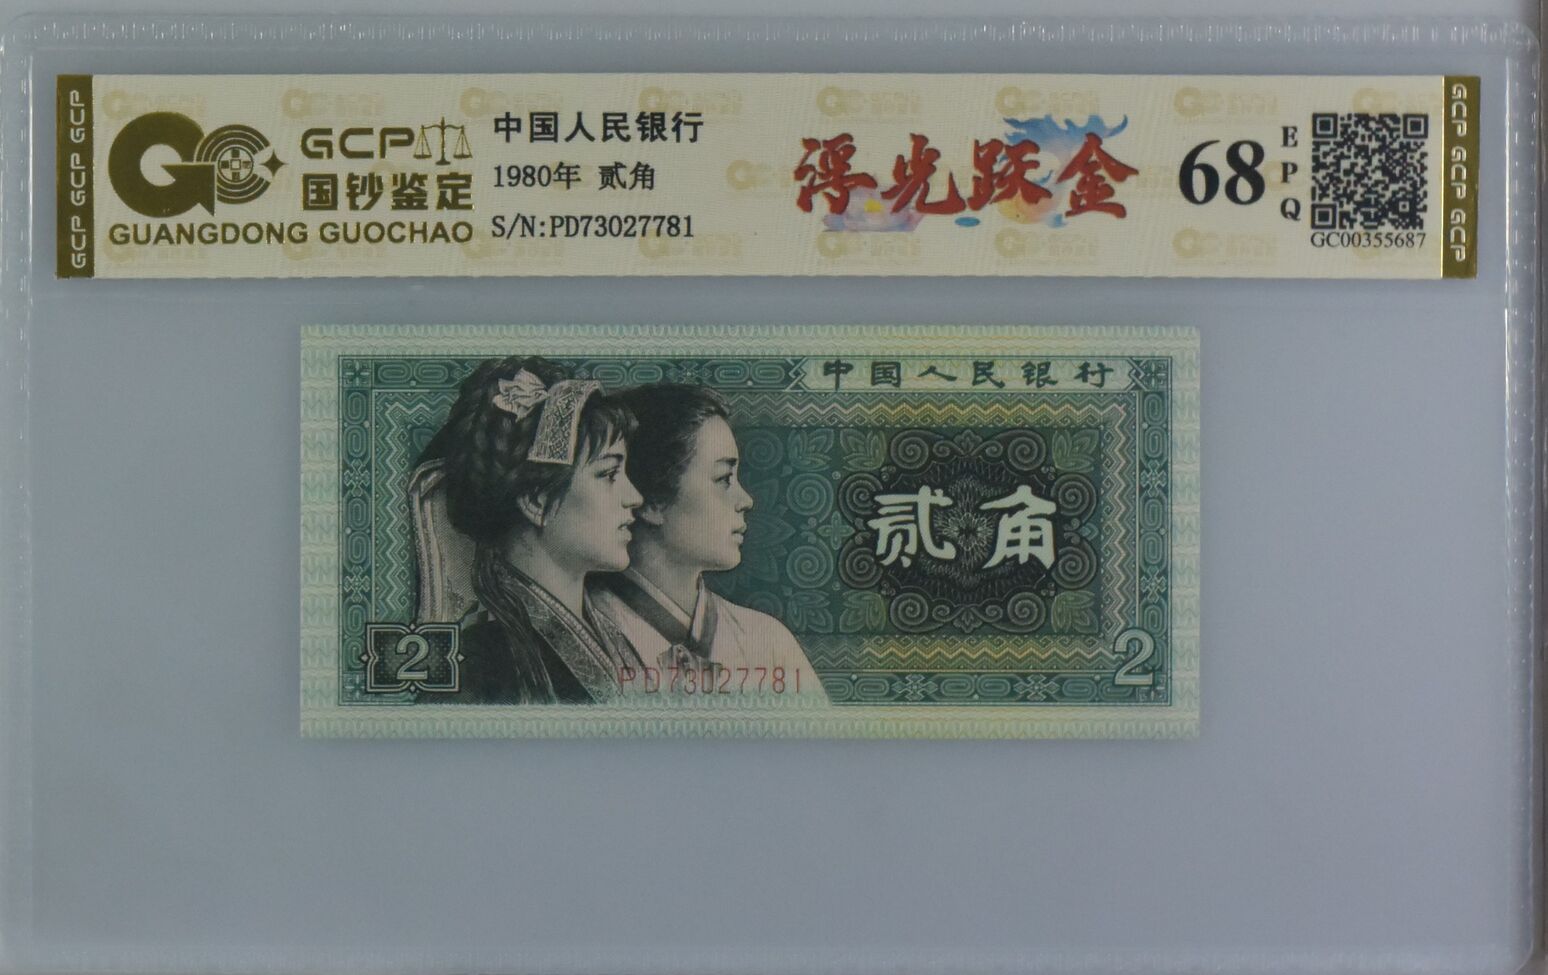 GCP GCP GCP
GCP
国钞鉴定
GUANGDONG GUOCHAO
中国人民银行
1980年 贰角
S/N:PD73027781
浮光跃金
68
EPQ
GC00355687
GCP GCP GCP
中国人民银行
贰角
2
2
PD73027781